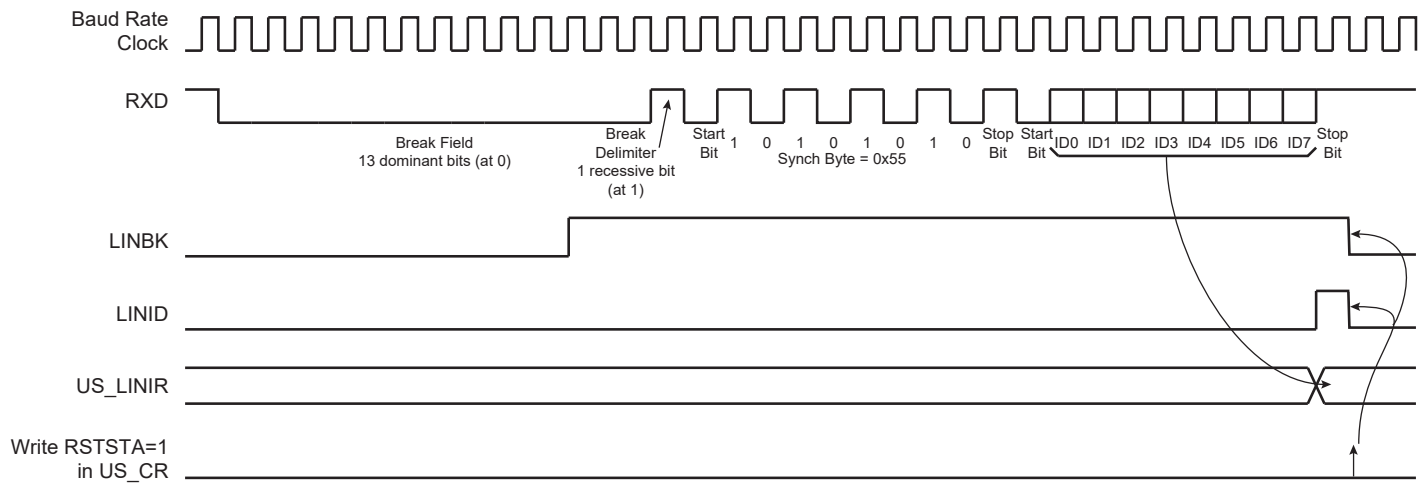 Baud Rate
Clock
RXD
Break Field
13 dominant bits (at 0)
Break
Delimiter
1 recessive bit
(at 1)
Start
Bit
1 0 1 0 1 0 1 0
Synch Byte = 0x55
Stop
Bit
Start
Bit
ID0 ID1 ID2 ID3 ID4 ID5 ID6 ID7
Stop
Bit
LINBK
LINID
US_LINIR
Write RSTSTA=1
in US_CR